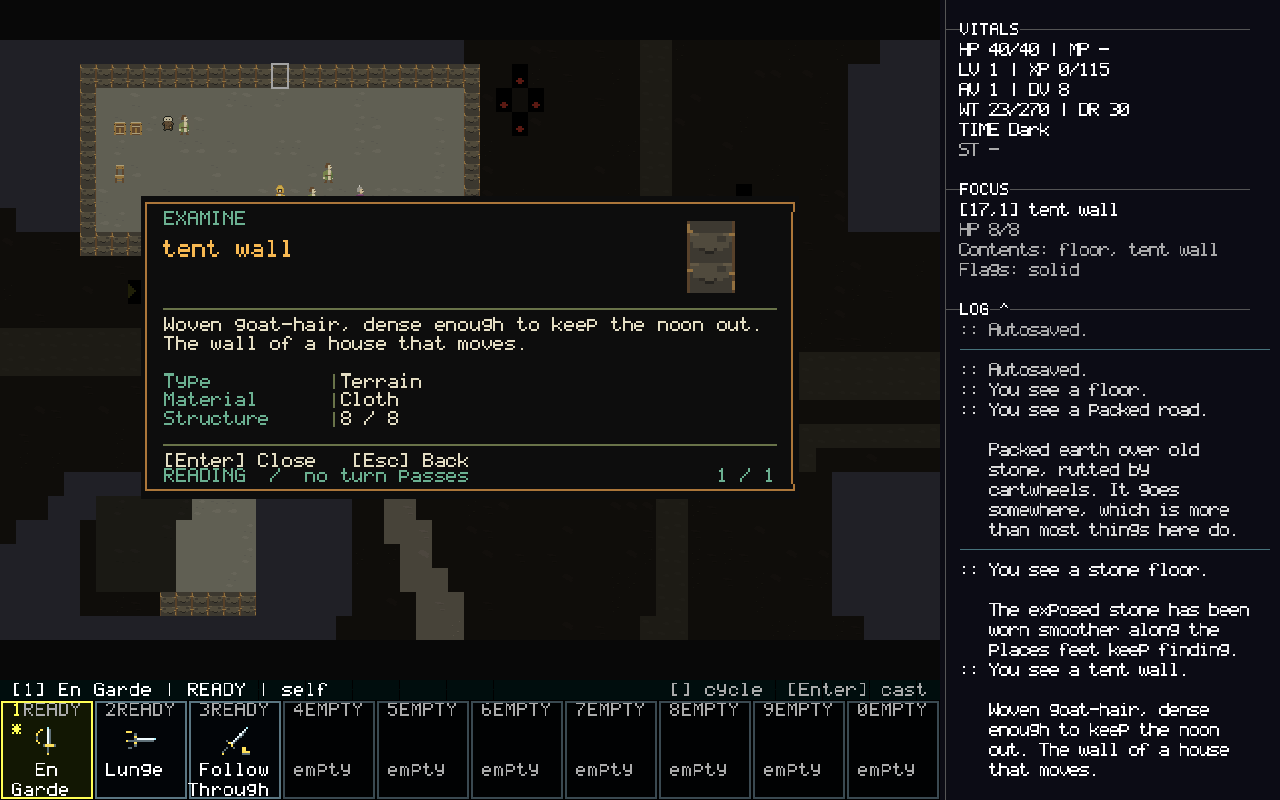 EXAMINE
tent wall
Woven goat-hair, dense enough to keep the noon out.
The wall of a house that moves.
Type |Terrain
Material |Cloth
Structure |8 / 8
[Enter] Close [Esc] Back
READING / no turn passes 1 / 1
[1] En Garde | READY | self [] cycle [Enter] cast
1READY 2READY 3READY 4EMPTY 5EMPTY 6EMPTY 7EMPTY 8EMPTY 9EMPTY 0EMPTY
*
En Lunge Follow empty empty empty empty empty empty empty
Garde Through
VITALS
HP 40/40 | MP -
LV 1 | XP 0/115
AV 1 | DV 8
WT 23/270 | DR 30
TIME Dark
ST -
FOCUS
[17,1] tent wall
HP 8/8
Contents: floor, tent wall
Flags: solid
LOG ^
:: Autosaved.
:: Autosaved.
:: You see a floor.
:: You see a Packed road.
Packed earth over old
stone, rutted by
cartwheels. It goes
somewhere, which is more
than most things here do.
:: You see a stone floor.
The exposed stone has been
worn smoother along the
places feet keep finding.
:: You see a tent wall.
Woven goat-hair, dense
enough to keep the noon
out. The wall of a house
that moves.